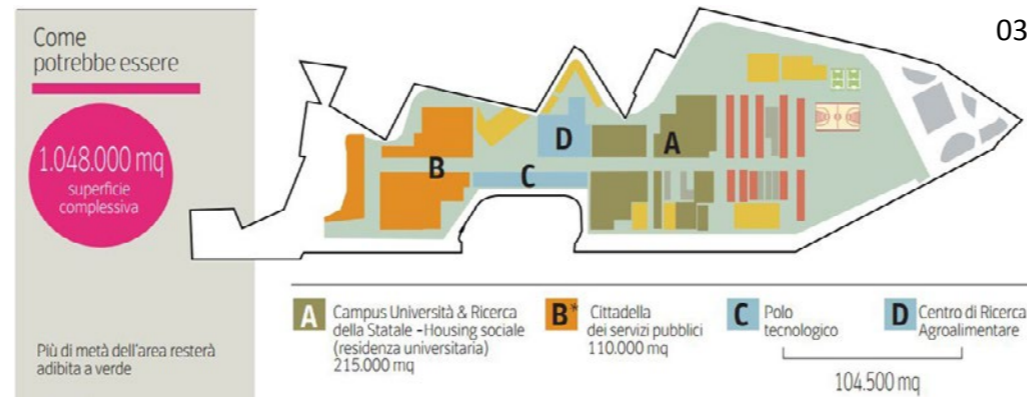 Come
potrebbe essere
1.048.000 mq
superficie
complessiva
Più di metà dell'area resterà
adibita a verde
03
B
D
C
A
A
Campus Università & Ricerca
della Statale - Housing sociale
(residenza universitaria)
215.000 mq
B*
Cittadella
dei servizi pubblici
110.000 mq
C
Polo
tecnologico
D
Centro di Ricerca
Agroalimentare
104.500 mq